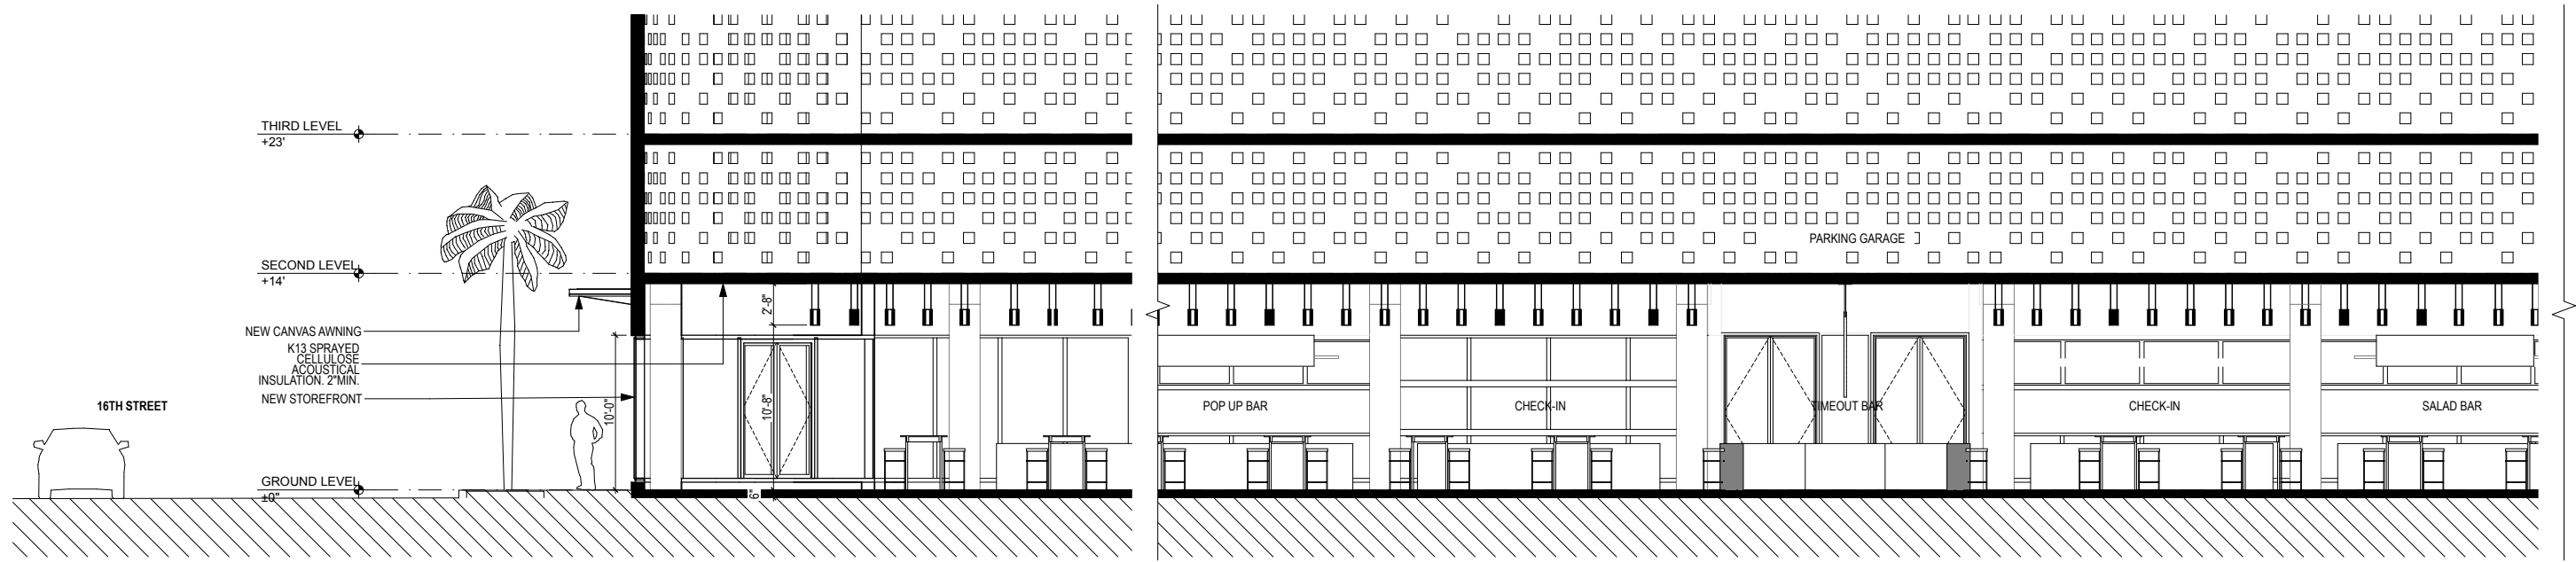 THIRD LEVEL
+23'
SECOND LEVEL
+14'
NEW CANVAS AWNING
K13 SPRAYED
CELLULOSE
ACOUSTICAL
INSULATION. 2"MIN.
NEW STOREFRONT
16TH STREET
GROUND LEVEL
±0"
2'-8"
10'-0"
10'-8"
6"
PARKING GARAGE
POP UP BAR
CHECK-IN
TIMEOUT BAR
CHECK-IN
SALAD BAR